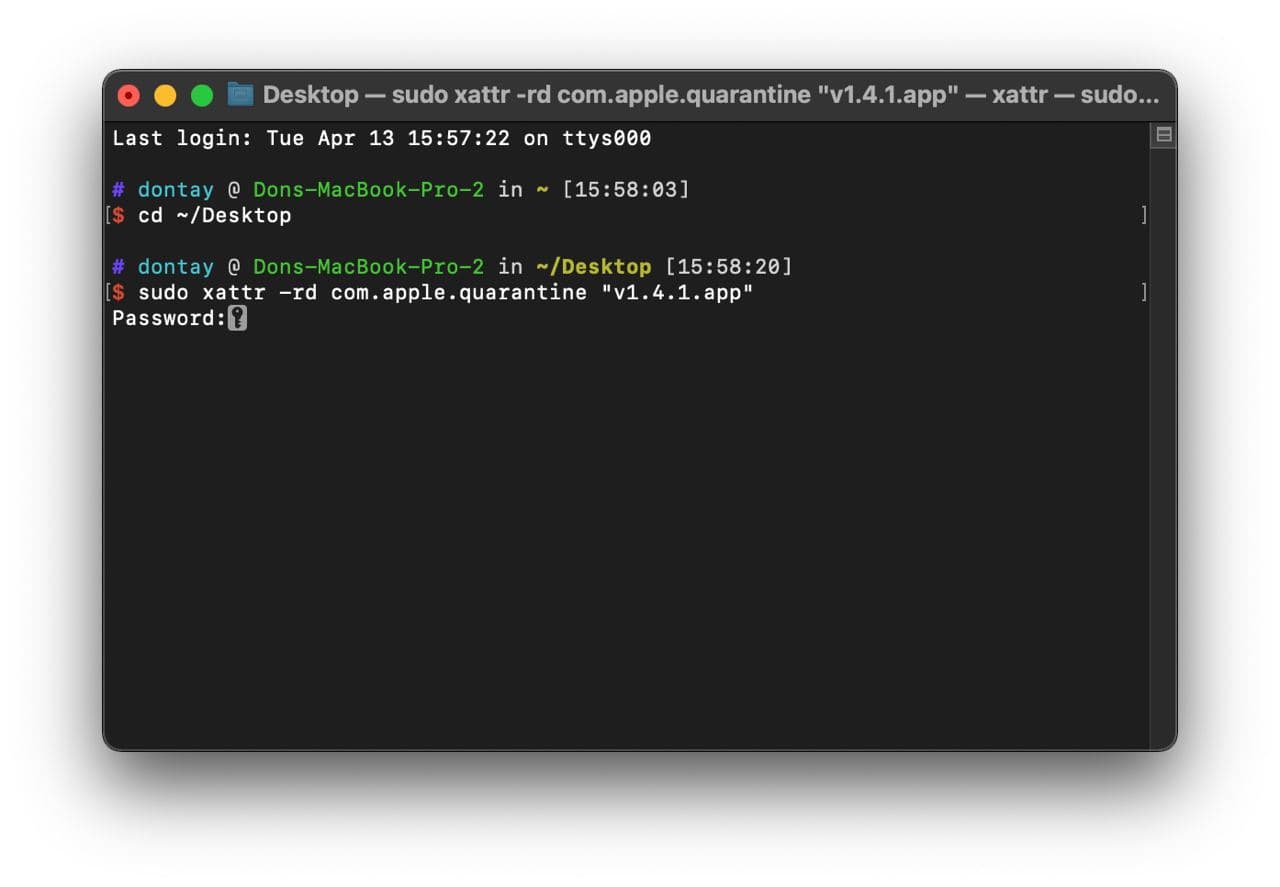 Desktop — sudo xattr -rd com.apple.quarantine "v1.4.1.app" — xattr — sudo...
Last login: Tue Apr 13 15:57:22 on ttys000
# dontay @ Dons-MacBook-Pro-2 in ~ [15:58:03]
[$ cd ~/Desktop ]
# dontay @ Dons-MacBook-Pro-2 in ~/Desktop [15:58:20]
[$ sudo xattr -rd com.apple.quarantine "v1.4.1.app" ]
Password: